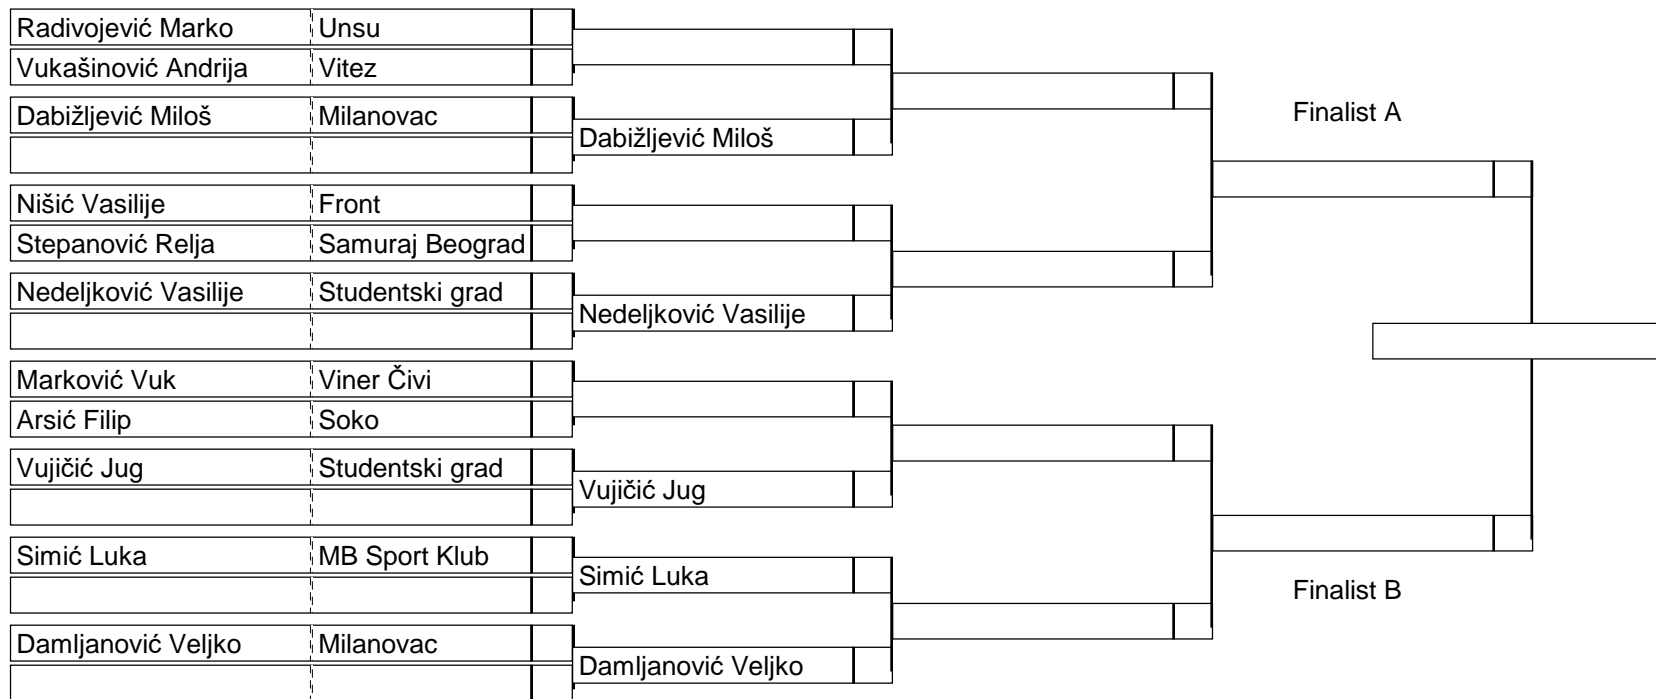 Radivojević Marko Unsu
Vukašinović Andrija Vitez
Dabižljević Miloš Milanovac
Dabižljević Miloš
Finalist A
Nišić Vasilije Front
Stepanović Relja Samuraj Beograd
Nedeljković Vasilije Studentski grad
Nedeljković Vasilije
Marković Vuk Viner Čivi
Arsić Filip Soko
Vujičić Jug Studentski grad
Vujičić Jug
Simić Luka MB Sport Klub
Simić Luka
Finalist B
Damljanović Veljko Milanovac
Damljanović Veljko